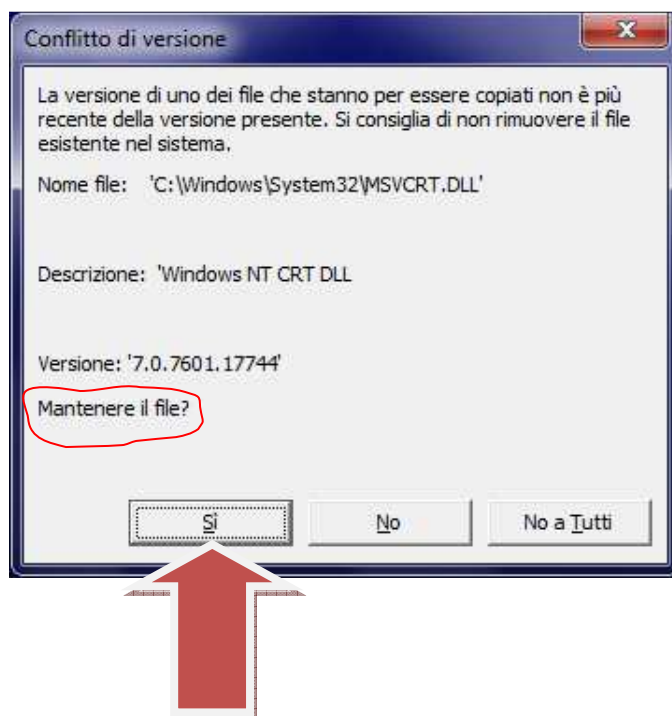 Conflitto di versione
La versione di uno dei file che stanno per essere copiati non è più
recente della versione presente. Si consiglia di non rimuovere il file
esistente nel sistema.
Nome file: 'C:\Windows\System32\MSVCRT.DLL'
Descrizione: 'Windows NT CRT DLL
Versione: '7.0.7601.17744'
Mantenere il file?
Sì No No a Tutti